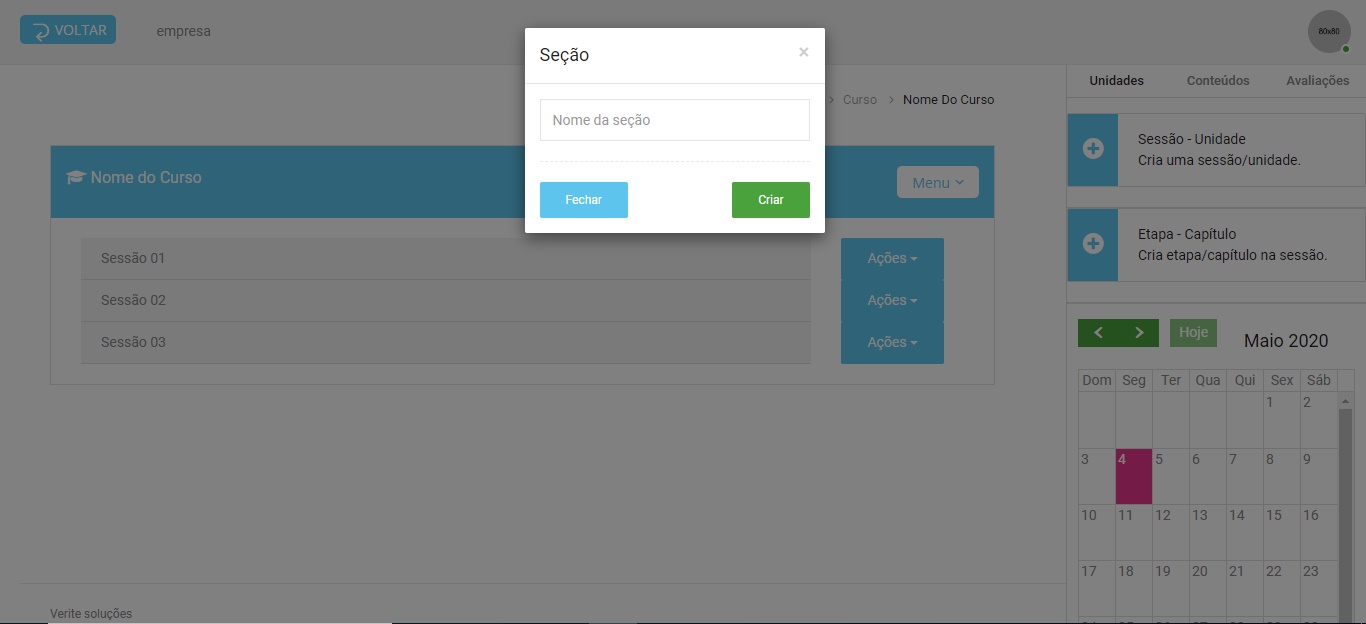 VOLTAR
empresa
80x80
Seção
×
Nome da seção
Fechar
Criar
Curso
Nome Do Curso
Nome do Curso
Menu
Sessão 01
Ações
Sessão 02
Ações
Sessão 03
Ações
Unidades Conteúdos Avaliações
Sessão - Unidade
Cria uma sessão/unidade.
Etapa - Capítulo
Cria etapa/capítulo na sessão.
Hoje
Maio 2020
Dom Seg Ter Qua Qui Sex Sáb
1 2
3 4 5 6 7 8 9
10 11 12 13 14 15 16
17 18 19 20 21 22 23
Verite soluções